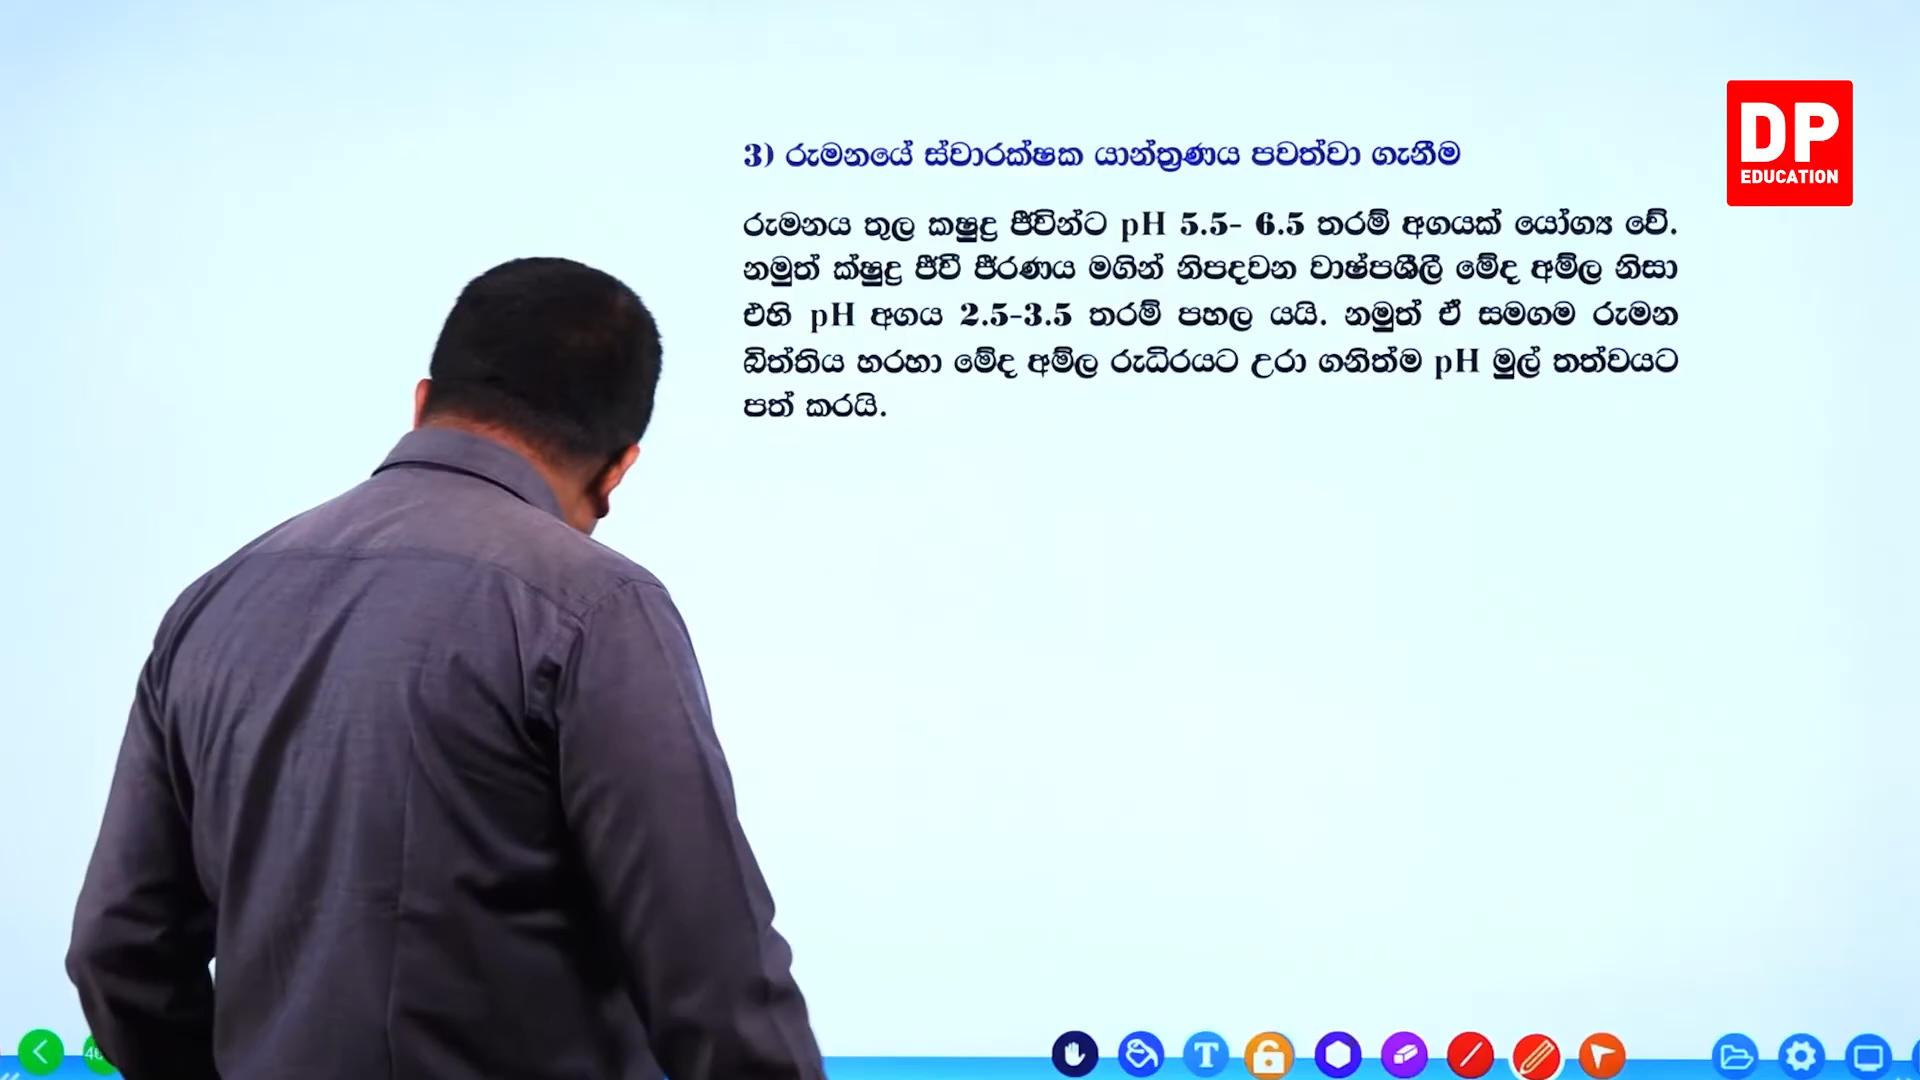 DP
EDUCATION
3) රුමනයේ ස්වාරක්ෂක යාන්ත්‍රණය පවත්වා ගැනීම
රුමනය තුල කෂුද්‍ර ජීවින්ට pH 5.5- 6.5 තරම් අගයක් යෝග්‍ය වේ.
නමුත් ක්ෂුද්‍ර ජීවී ජීරණය මගින් නිපදවන වාෂ්පශීලී මේද අම්ල නිසා
එහි pH අගය 2.5-3.5 තරම් පහල යයි. නමුත් ඒ සමගම රුමන
බිත්තිය හරහා මේද අම්ල රුධිරයට උරා ගනිත්ම pH මුල් තත්වයට
පත් කරයි.